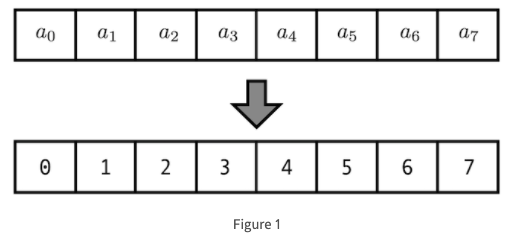 a₀ a₁ a₂ a₃ a₄ a₅ a₆ a₇
0 1 2 3 4 5 6 7
Figure 1